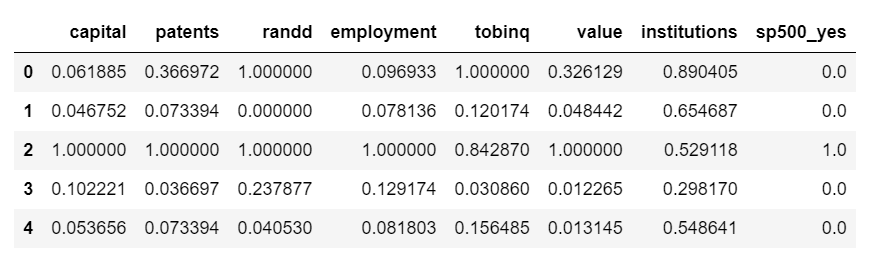 capital patents randd employment tobinq value institutions sp500_yes
0 0.061885 0.366972 1.000000 0.096933 1.000000 0.326129 0.890405 0.0
1 0.046752 0.073394 0.000000 0.078136 0.120174 0.048442 0.654687 0.0
2 1.000000 1.000000 1.000000 1.000000 0.842870 1.000000 0.529118 1.0
3 0.102221 0.036697 0.237877 0.129174 0.030860 0.012265 0.298170 0.0
4 0.053656 0.073394 0.040530 0.081803 0.156485 0.013145 0.548641 0.0